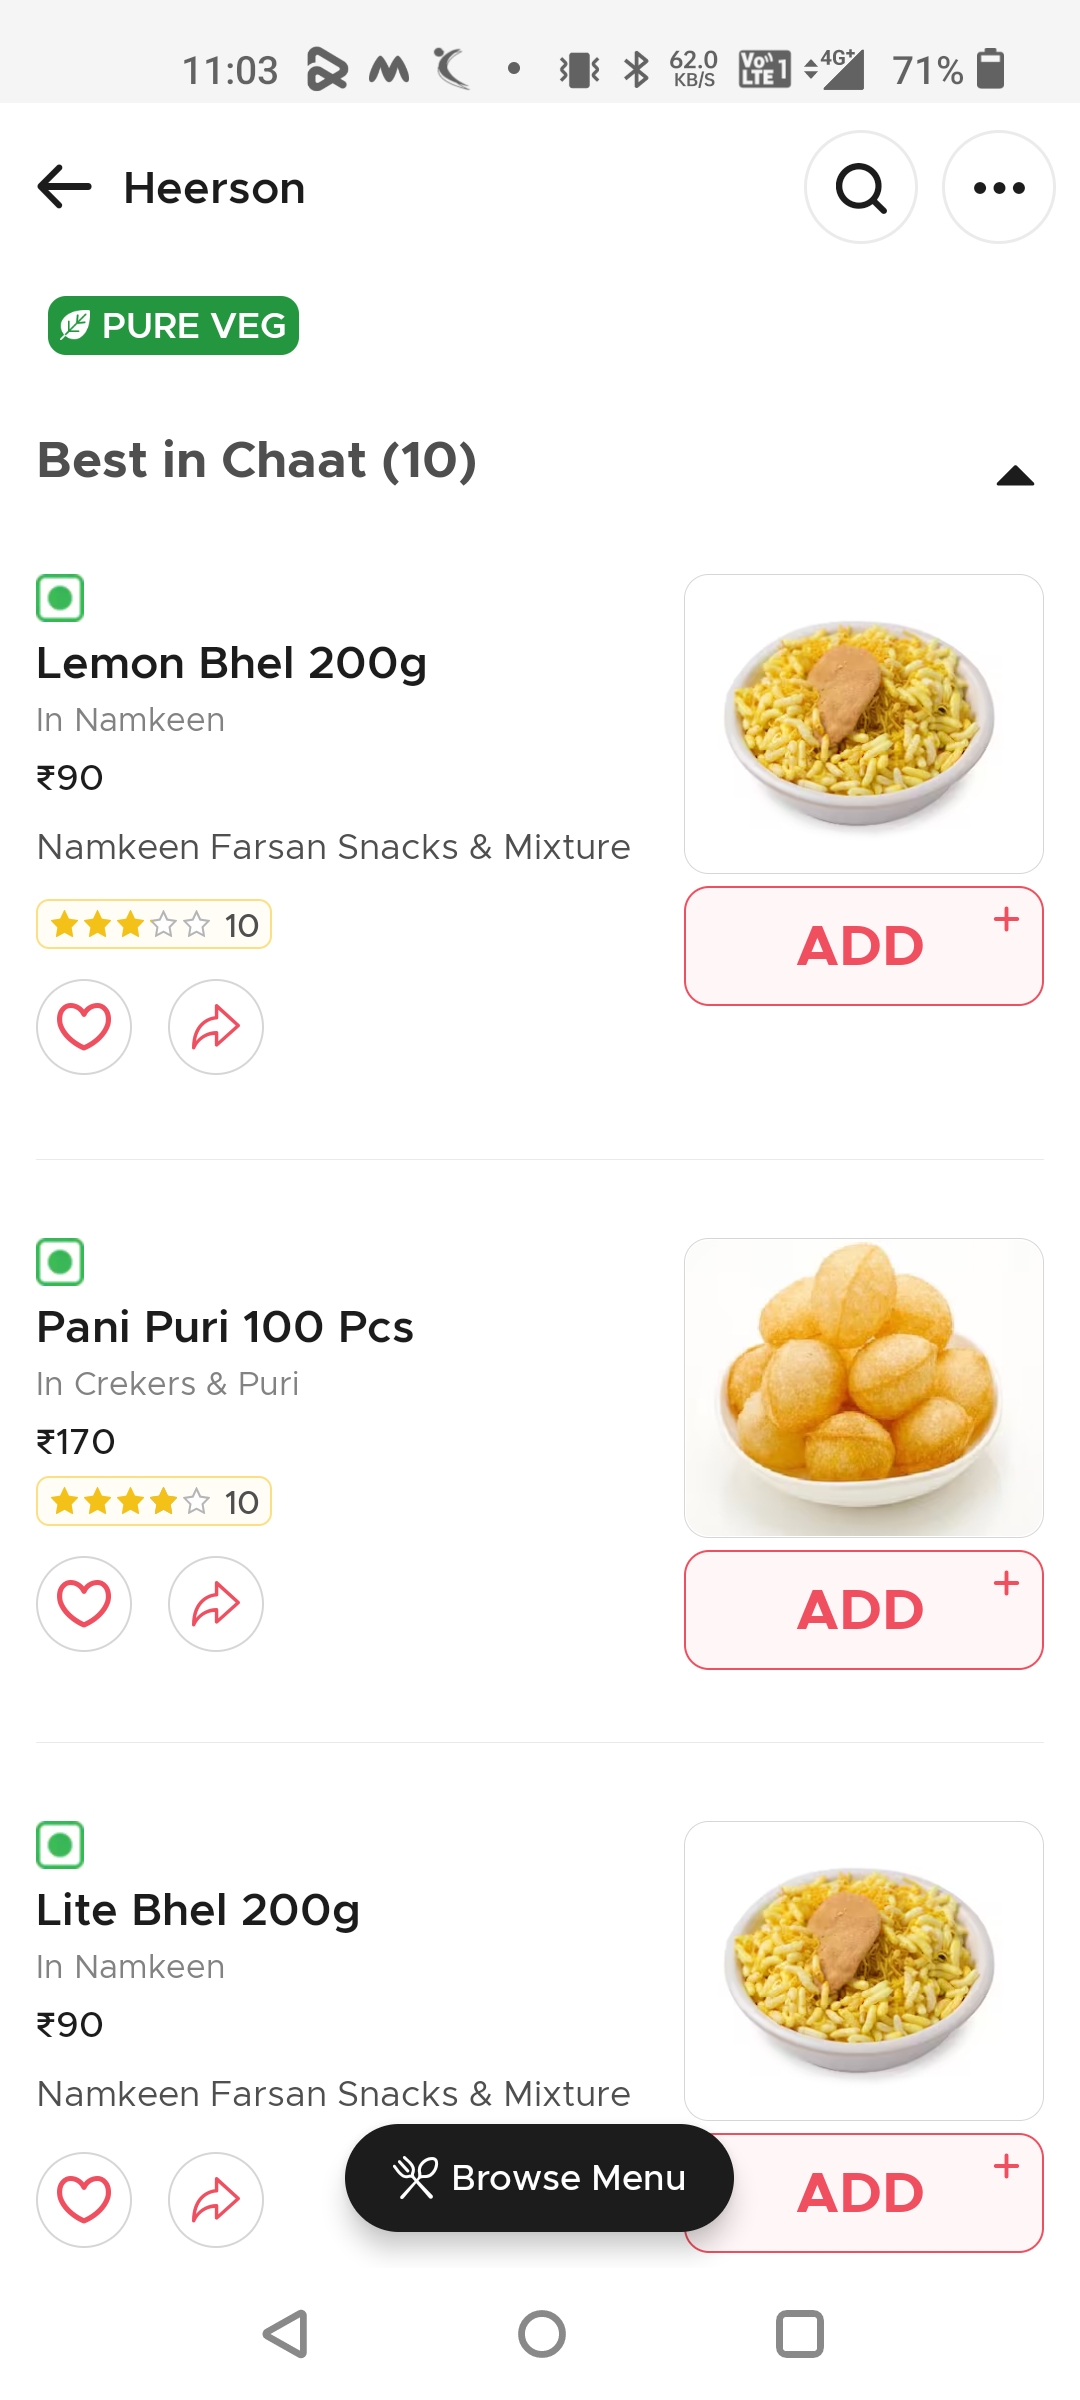 11:03 62.0 KB/S VoLTE 1 4G+ 71%
Heerson
PURE VEG
Best in Chaat (10)
Lemon Bhel 200g
In Namkeen
₹90
Namkeen Farsan Snacks & Mixture
10
ADD +
Pani Puri 100 Pcs
In Crekers & Puri
₹170
10
ADD +
Lite Bhel 200g
In Namkeen
₹90
Namkeen Farsan Snacks & Mixture
Browse Menu
ADD +